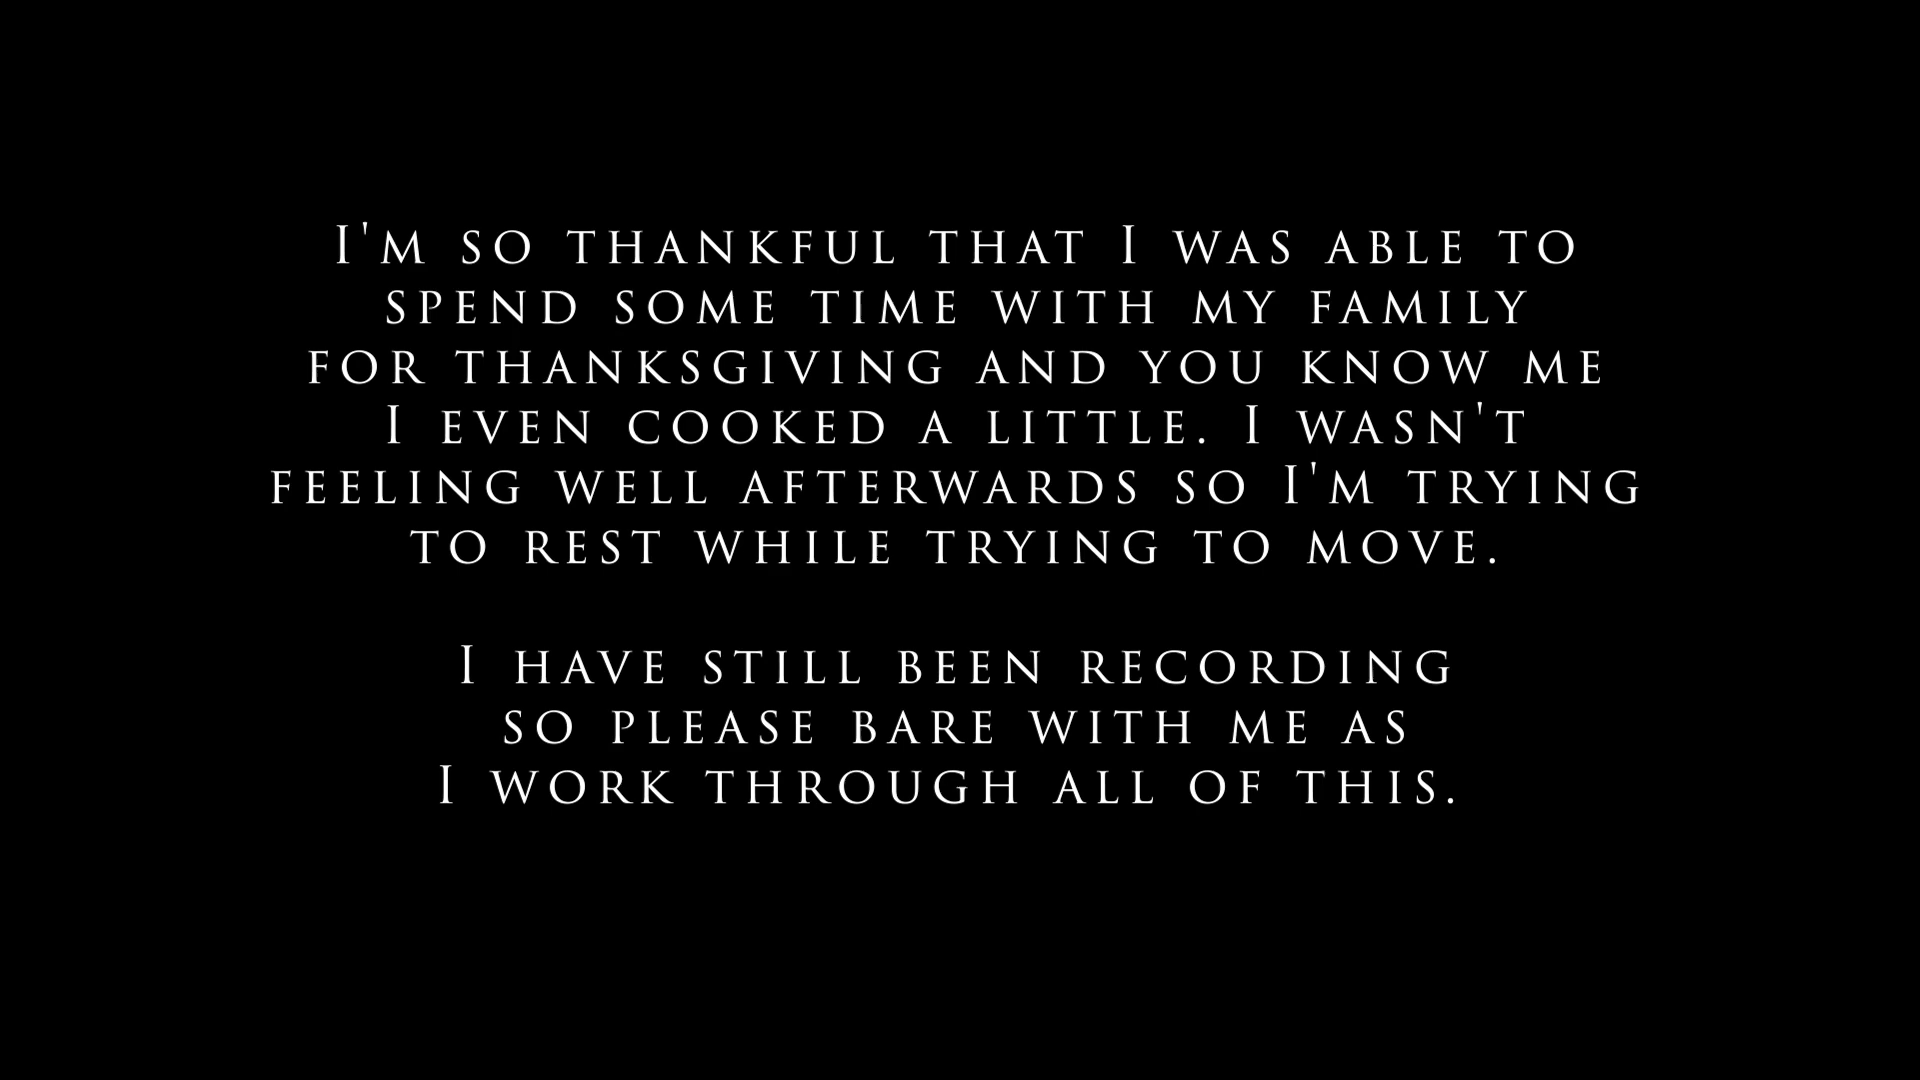 I'm so thankful that I was able to
spend some time with my family
for thanksgiving and you know me
I even cooked a little. I wasn't
feeling well afterwards so I'm trying
to rest while trying to move.
I have still been recording
so please bare with me as
I work through all of this.